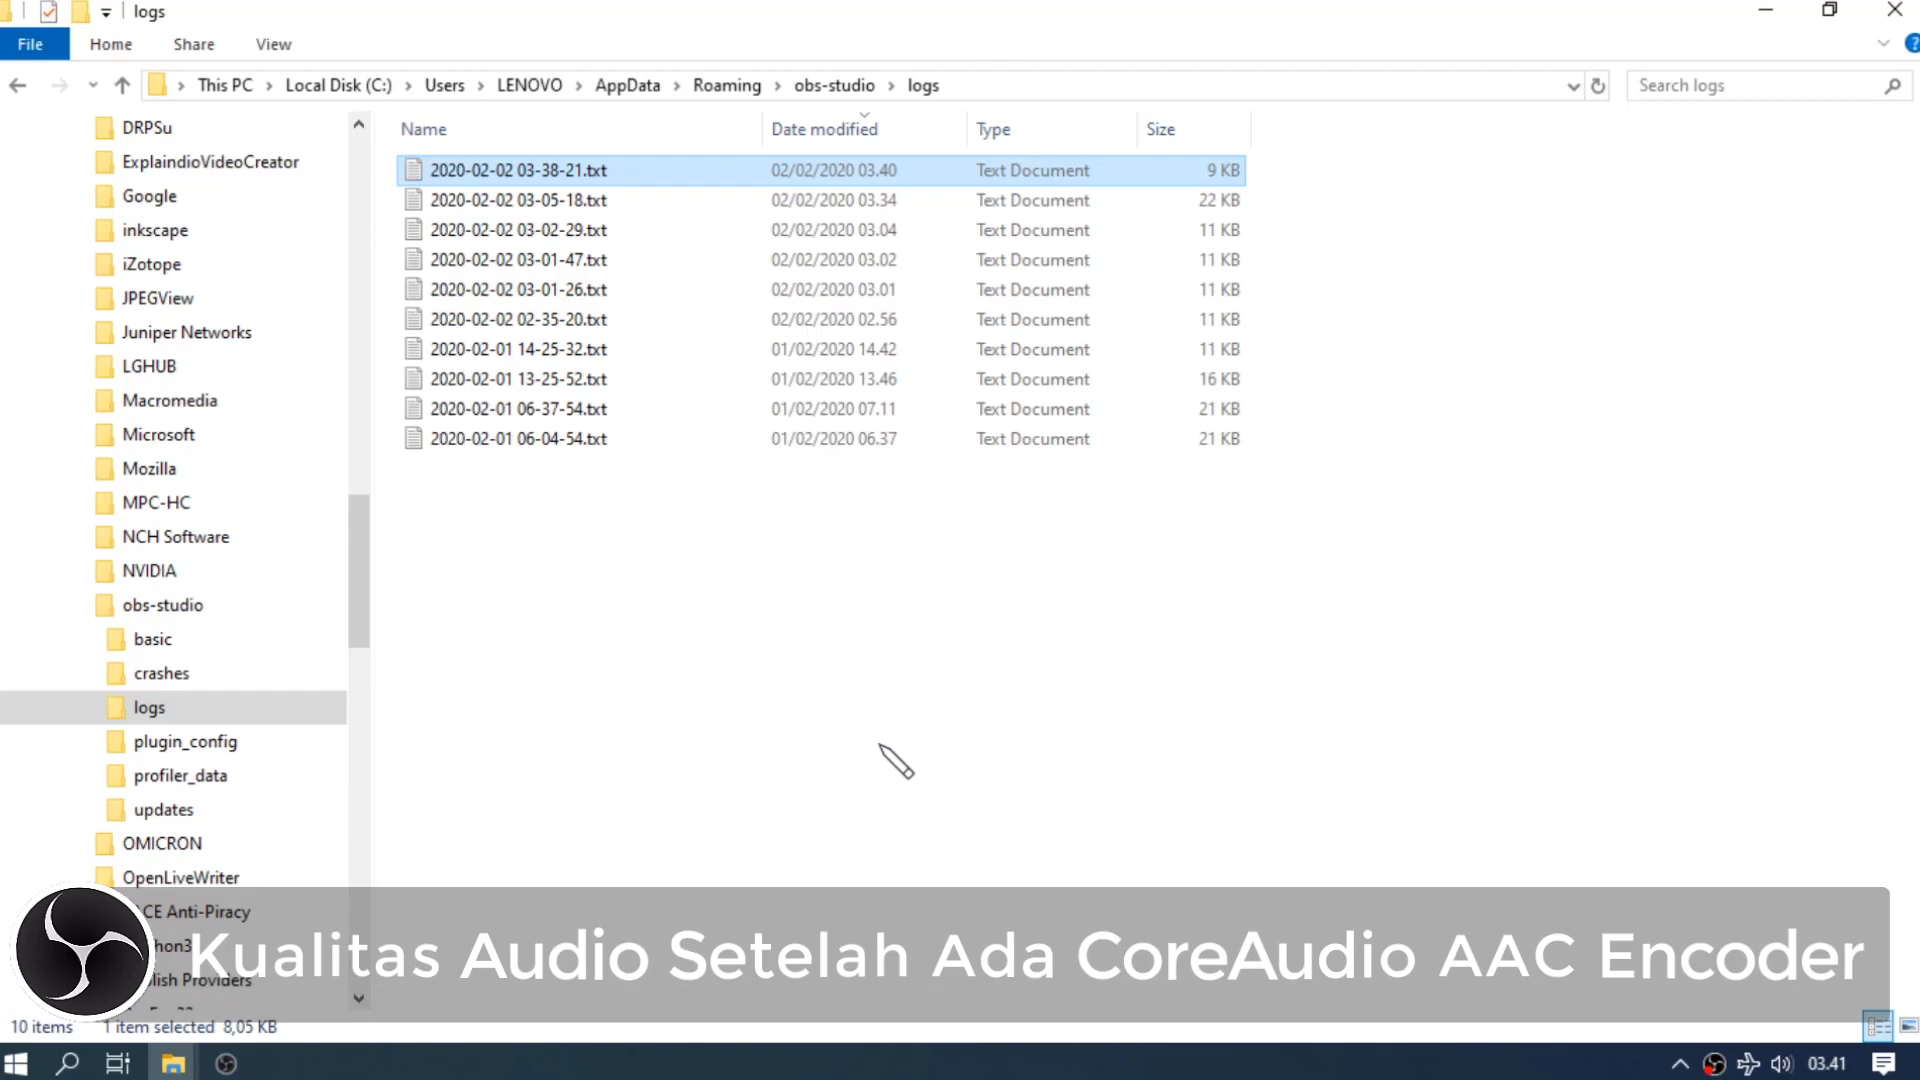 logs
File Home Share View
This PC > Local Disk (C:) > Users > LENOVO > AppData > Roaming > obs-studio > logs
Search logs
Name Date modified Type Size
2020-02-02 03-38-21.txt 02/02/2020 03.40 Text Document 9 KB
2020-02-02 03-05-18.txt 02/02/2020 03.34 Text Document 22 KB
2020-02-02 03-02-29.txt 02/02/2020 03.04 Text Document 11 KB
2020-02-02 03-01-47.txt 02/02/2020 03.02 Text Document 11 KB
2020-02-02 03-01-26.txt 02/02/2020 03.01 Text Document 11 KB
2020-02-02 02-35-20.txt 02/02/2020 02.56 Text Document 11 KB
2020-02-01 14-25-32.txt 01/02/2020 14.42 Text Document 11 KB
2020-02-01 13-25-52.txt 01/02/2020 13.46 Text Document 16 KB
2020-02-01 06-37-54.txt 01/02/2020 07.11 Text Document 21 KB
2020-02-01 06-04-54.txt 01/02/2020 06.37 Text Document 21 KB
DRPSu
ExplaindioVideoCreator
Google
inkscape
iZotope
JPEGView
Juniper Networks
LGHUB
Macromedia
Microsoft
Mozilla
MPC-HC
NCH Software
NVIDIA
obs-studio
basic
crashes
logs
plugin_config
profiler_data
updates
OMICRON
OpenLiveWriter
CE Anti-Piracy
hon3
lish Providers
Kualitas Audio Setelah Ada CoreAudio AAC Encoder
10 items 1 item selected 8,05 KB
03.41